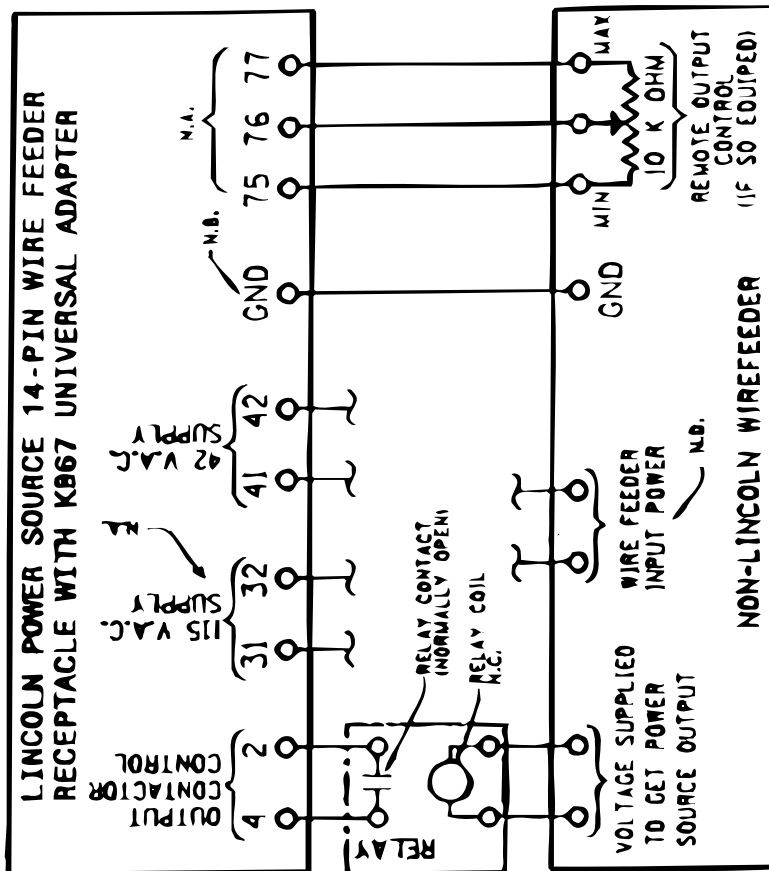 LINCOLN POWER SOURCE 14-PIN WIRE FEEDER
RECEPTACLE WITH K867 UNIVERSAL ADAPTER
N.A.
77
76
75
N.B.
GND
42 V.A.C.
SUPPLY
42
41
N.A.
115 V.A.C.
SUPPLY
32
31
OUTPUT
CONTACTOR
CONTROL
2
4
RELAY CONTACT
(NORMALLY OPEN)
RELAY COIL
N.C.
RELAY
MAX
10 K OHM
MIN
REMOTE OUTPUT
CONTROL
(IF SO EQUIPED)
GND
WIRE FEEDER
INPUT POWER
N.D.
VOLTAGE SUPPLIED
TO GET POWER
SOURCE OUTPUT
NON-LINCOLN WIREFEEDER